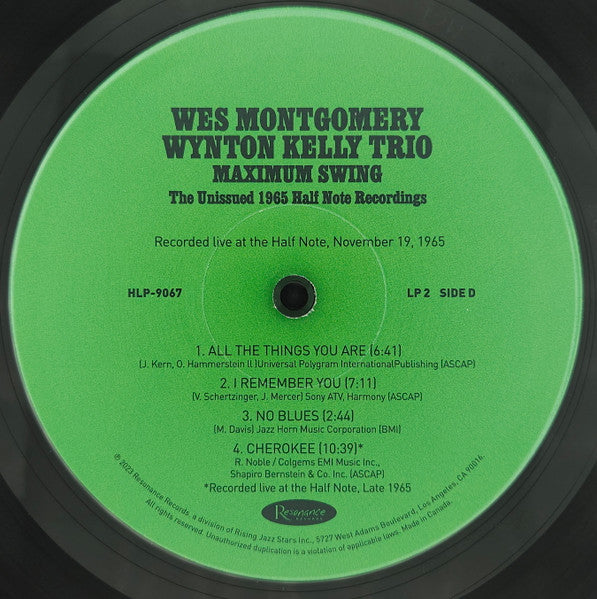 WES MONTGOMERY
WYNTON KELLY TRIO
MAXIMUM SWING
The Unissued 1965 Half Note Recordings
Recorded live at the Half Note, November 19, 1965
HLP-9067
LP 2 SIDE D
1. ALL THE THINGS YOU ARE (6:41)
(J. Kern, O. Hammerstein II )Universal Polygram InternationalPublishing (ASCAP)
2. I REMEMBER YOU (7:11)
(V. Schertzinger, J. Mercer) Sony ATV, Harmony (ASCAP)
3. NO BLUES (2:44)
(M. Davis) Jazz Horn Music Corporation (BMI)
4. CHEROKEE (10:39)*
R. Noble / Colgems EMI Music Inc.,
Shapiro Bernstein & Co. Inc. (ASCAP)
*Recorded live at the Half Note, Late 1965
Resonance
RECORDS
℗ 2023 Resonance Records, a division of Rising Jazz Stars Inc., 5727 West Adams Boulevard, Los Angeles, CA 90016.
All rights reserved. Unauthorized duplication is a violation of applicable laws. Made in Canada.